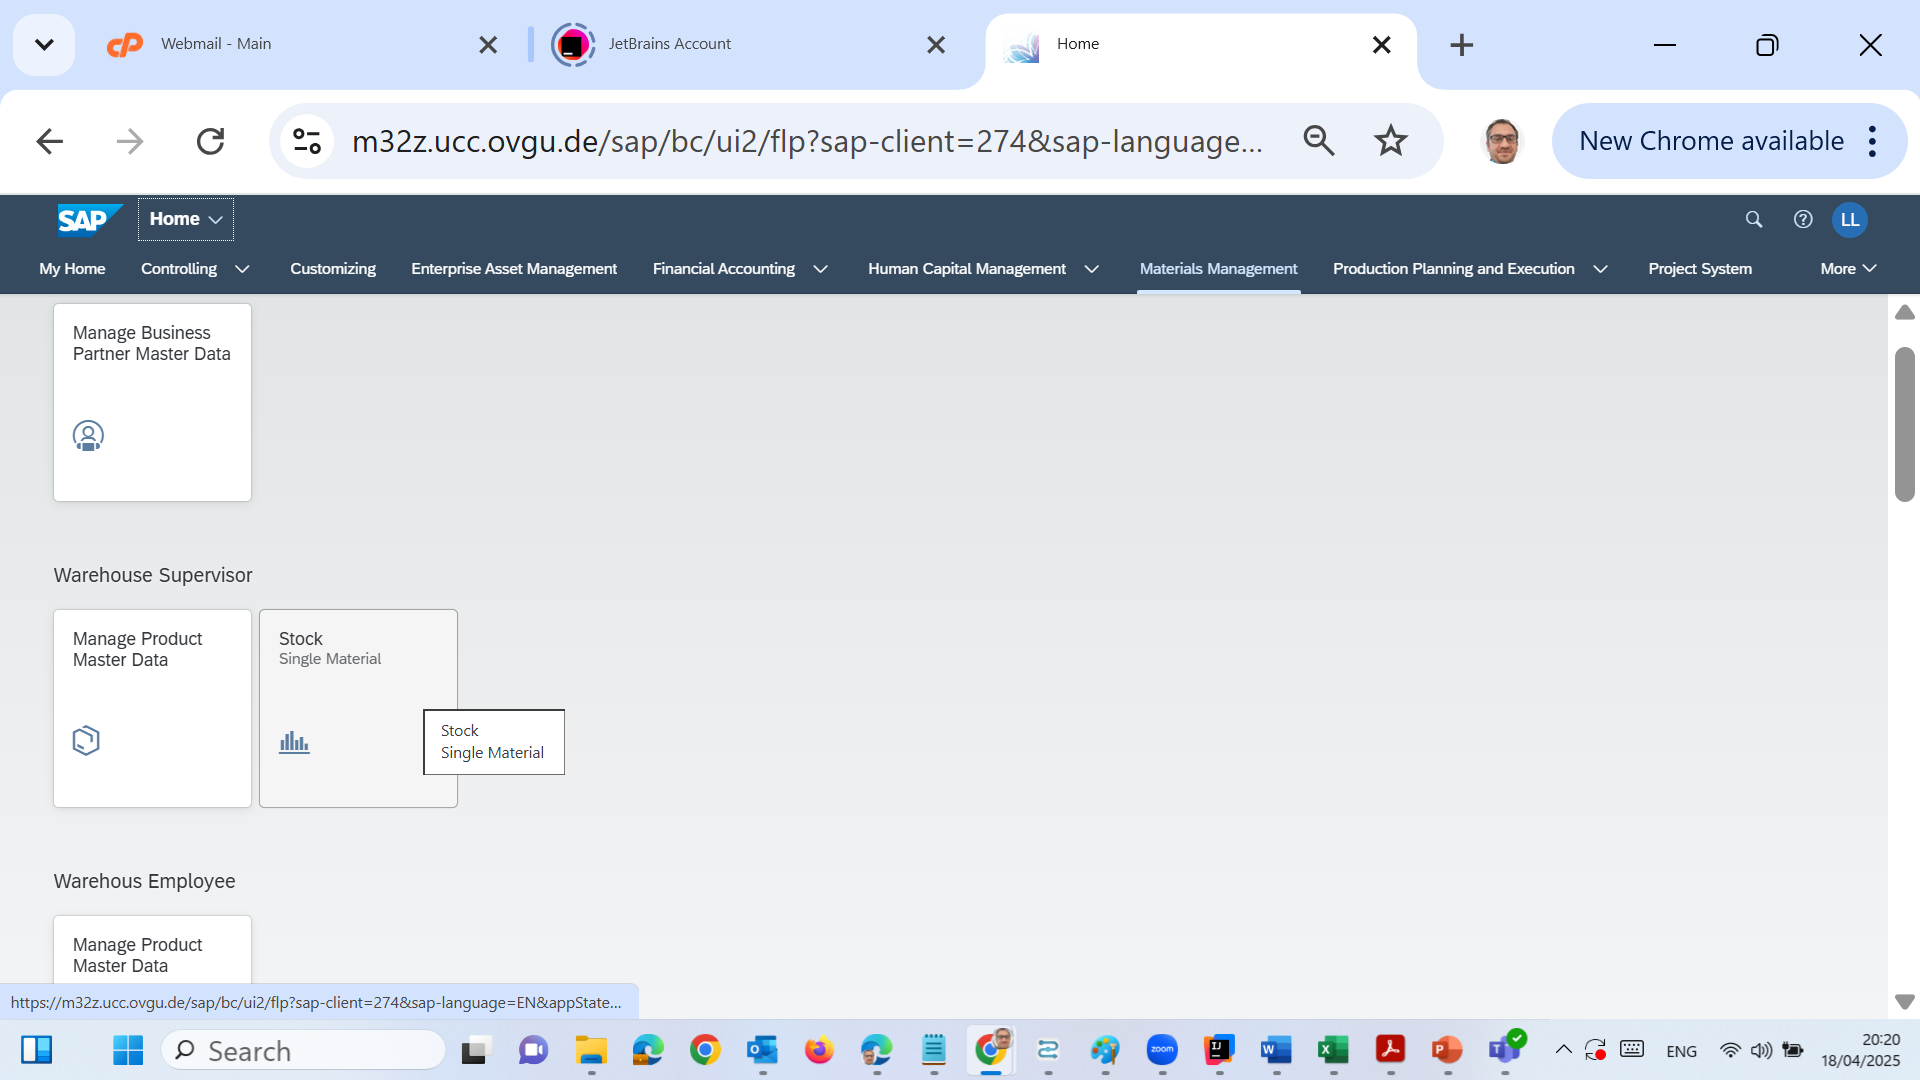 Webmail - Main
JetBrains Account
Home
m32z.ucc.ovgu.de/sap/bc/ui2/flp?sap-client=274&sap-language...
New Chrome available
SAP
Home
LL
My Home
Controlling
Customizing
Enterprise Asset Management
Financial Accounting
Human Capital Management
Materials Management
Production Planning and Execution
Project System
More
Manage Business
Partner Master Data
Warehouse Supervisor
Manage Product
Master Data
Stock
Single Material
Stock
Single Material
Warehous Employee
Manage Product
Master Data
https://m32z.ucc.ovgu.de/sap/bc/ui2/flp?sap-client=274&sap-language=EN&appState...
Search
zoom
ENG
20:20
18/04/2025